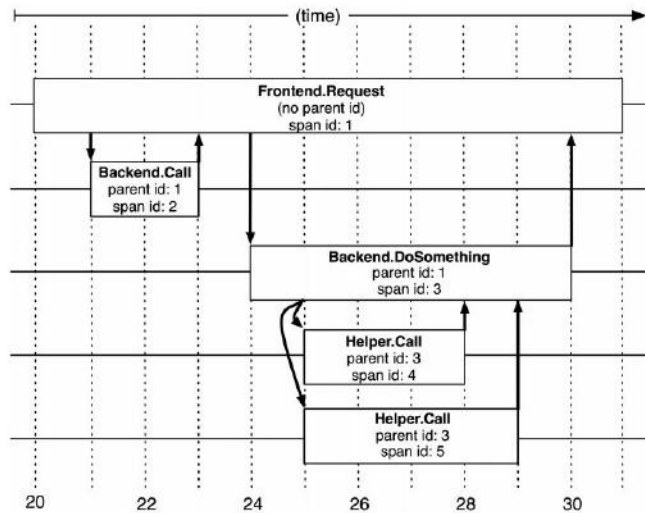 (time)
Frontend.Request
(no parent id)
span id: 1
Backend.Call
parent id: 1
span id: 2
Backend.DoSomething
parent id: 1
span id: 3
Helper.Call
parent id: 3
span id: 4
Helper.Call
parent id: 3
span id: 5
20 22 24 26 28 30